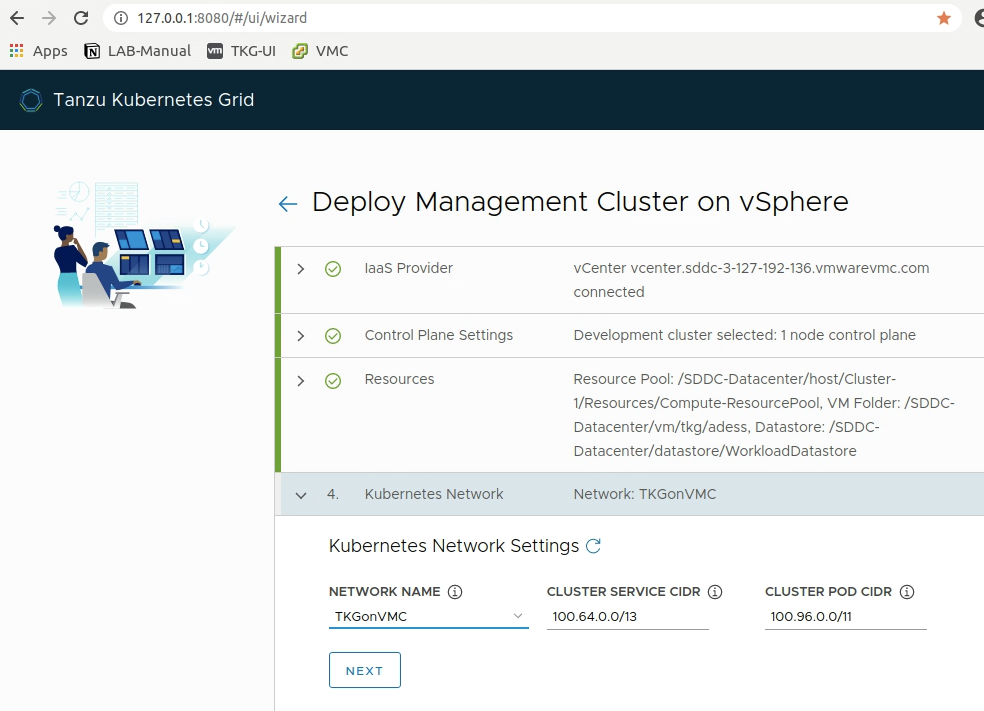 127.0.0.1:8080/#/ui/wizard
Apps LAB-Manual vm TKG-UI VMC
Tanzu Kubernetes Grid
Deploy Management Cluster on vSphere
IaaS Provider vCenter vcenter.sddc-3-127-192-136.vmwarevmc.com
connected
Control Plane Settings Development cluster selected: 1 node control plane
Resources Resource Pool: /SDDC-Datacenter/host/Cluster-
1/Resources/Compute-ResourcePool, VM Folder: /SDDC-
Datacenter/vm/tkg/adess, Datastore: /SDDC-
Datacenter/datastore/WorkloadDatastore
4. Kubernetes Network Network: TKGonVMC
Kubernetes Network Settings
NETWORK NAME CLUSTER SERVICE CIDR CLUSTER POD CIDR
TKGonVMC 100.64.0.0/13 100.96.0.0/11
NEXT